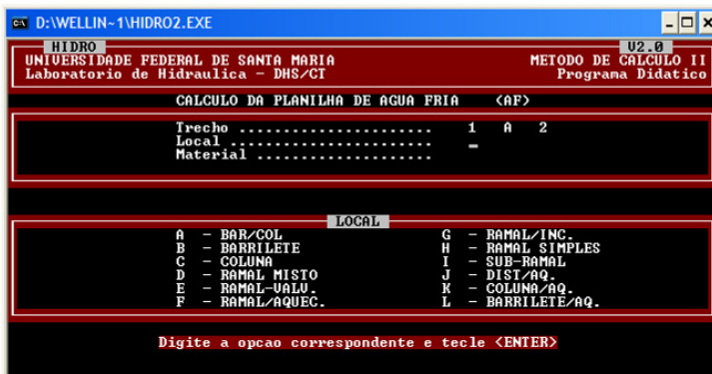 D:\WELLIN~1\HIDRO2.EXE
HIDRO V2.0
UNIVERSIDADE FEDERAL DE SANTA MARIA METODO DE CALCULO II
Laboratorio de Hidraulica - DHS/CT Programa Didatico
CALCULO DA PLANILHA DE AGUA FRIA <AF>
Trecho ...................... 1 A 2
Local ....................... _
Material ....................
LOCAL
A - BAR/COL G - RAMAL/INC.
B - BARRILETE H - RAMAL SIMPLES
C - COLUNA I - SUB-RAMAL
D - RAMAL MISTO J - DIST/AQ.
E - RAMAL-VALV. K - COLUNA/AQ.
F - RAMAL/AQUEC. L - BARRILETE/AQ.
Digite a opcao correspondente e tecle <ENTER>